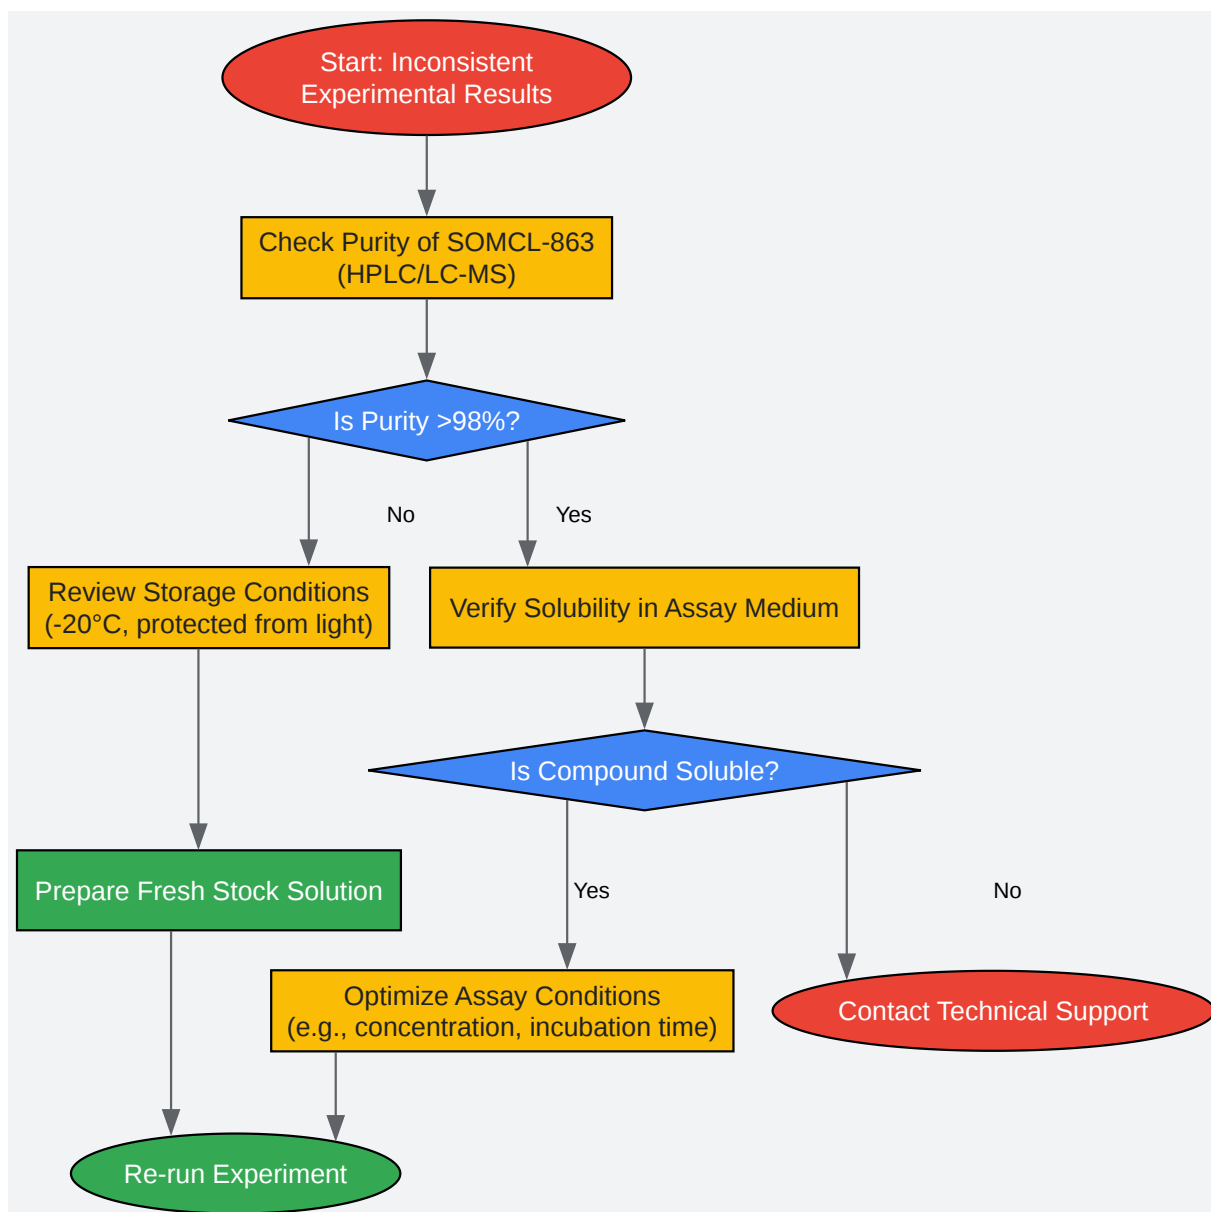 Start: Inconsistent
Experimental Results
Check Purity of SOMCL-863
(HPLC/LC-MS)
Is Purity >98%?
No
Yes
Review Storage Conditions
(-20°C, protected from light)
Verify Solubility in Assay Medium
Is Compound Soluble?
Prepare Fresh Stock Solution
Yes
No
Optimize Assay Conditions
(e.g., concentration, incubation time)
Contact Technical Support
Re-run Experiment